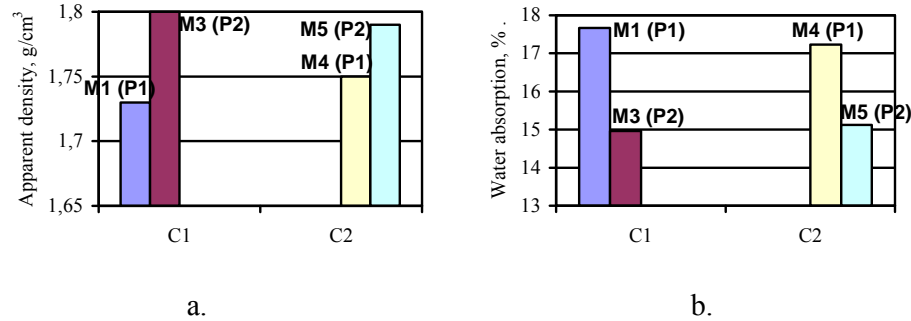 Apparent density, g/cm³
1,8
1,75
1,7
1,65
M1 (P1)
M3 (P2)
M5 (P2)
M4 (P1)
C1
C2
a.
Water absorption, % .
18
17
16
15
14
13
M1 (P1)
M3 (P2)
M4 (P1)
M5 (P2)
C1
C2
b.